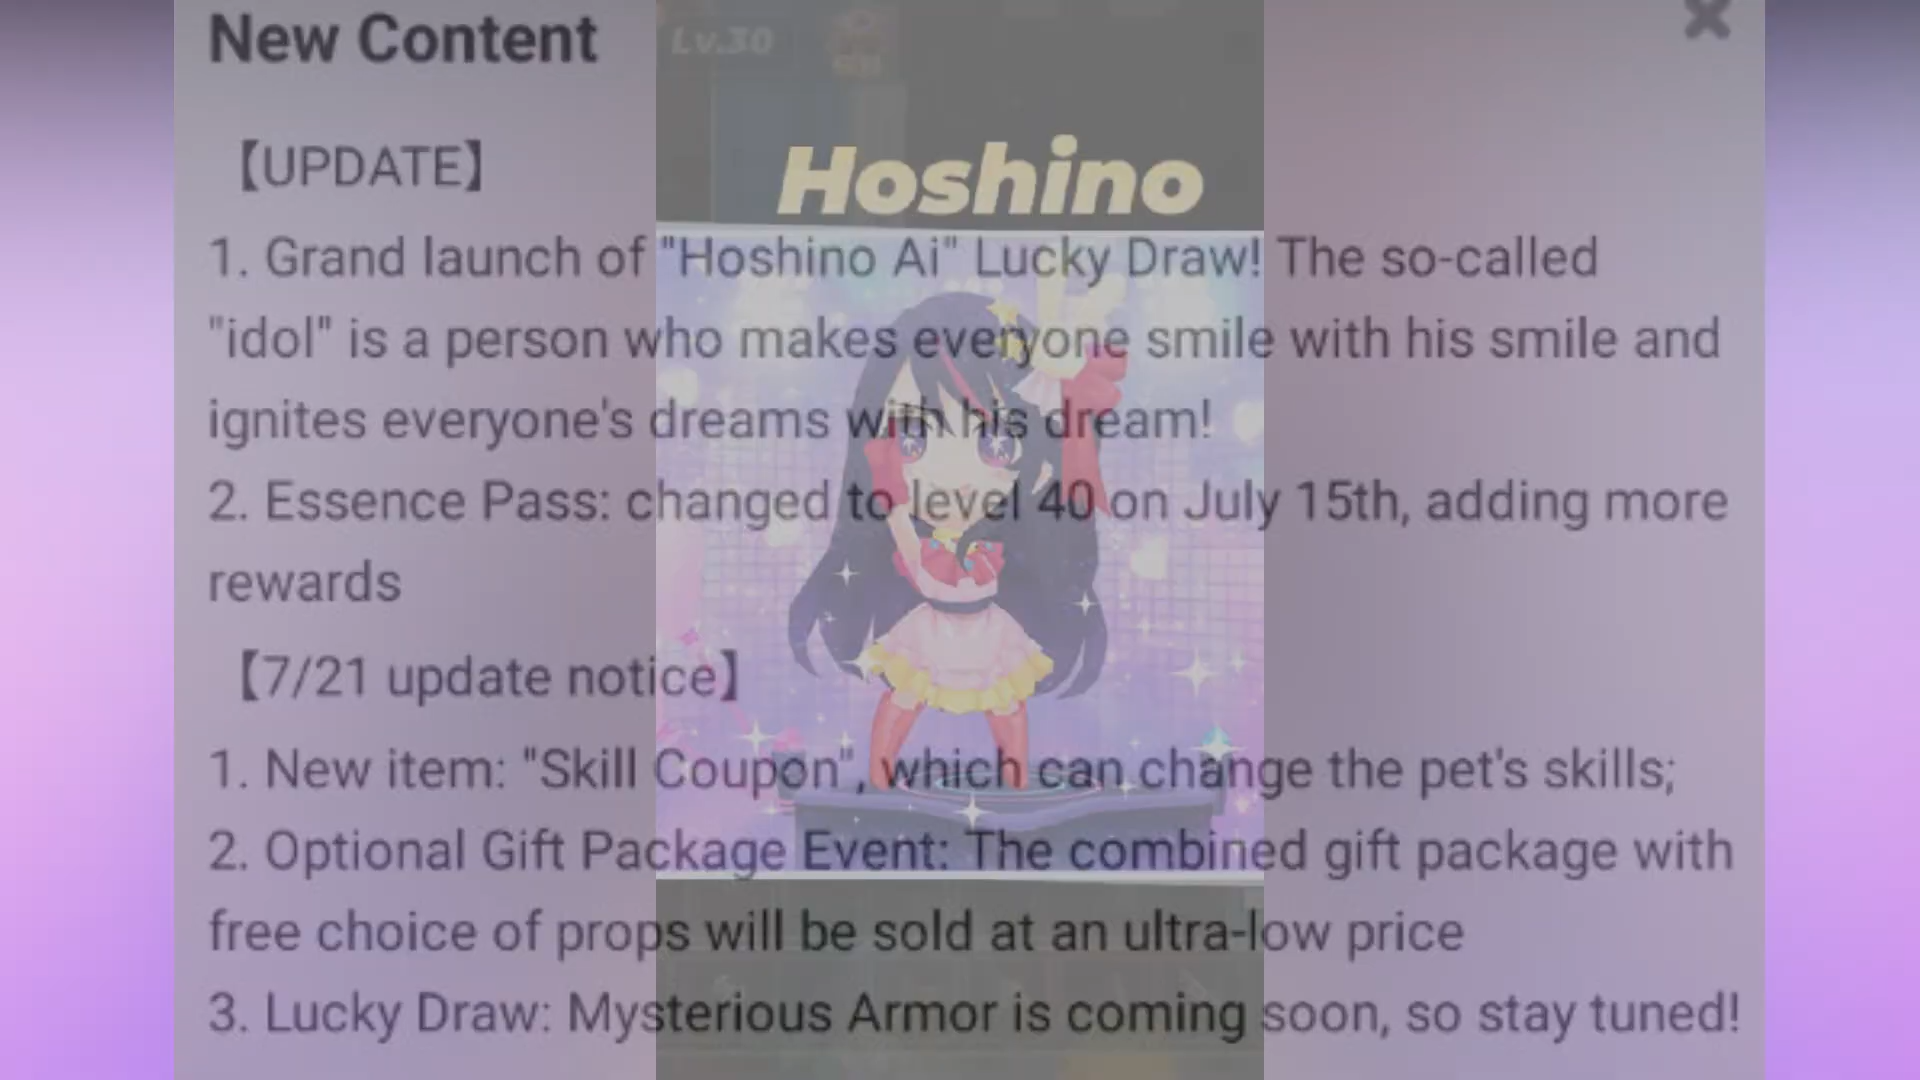 New Content
Lv.30
Hoshino
【UPDATE】
1. Grand launch of "Hoshino Ai" Lucky Draw! The so-called
"idol" is a person who makes everyone smile with his smile and
ignites everyone's dreams with his dream!
2. Essence Pass: changed to level 40 on July 15th, adding more
rewards
【7/21 update notice】
1. New item: "Skill Coupon", which can change the pet's skills;
2. Optional Gift Package Event: The combined gift package with
free choice of props will be sold at an ultra-low price
3. Lucky Draw: Mysterious Armor is coming soon, so stay tuned!